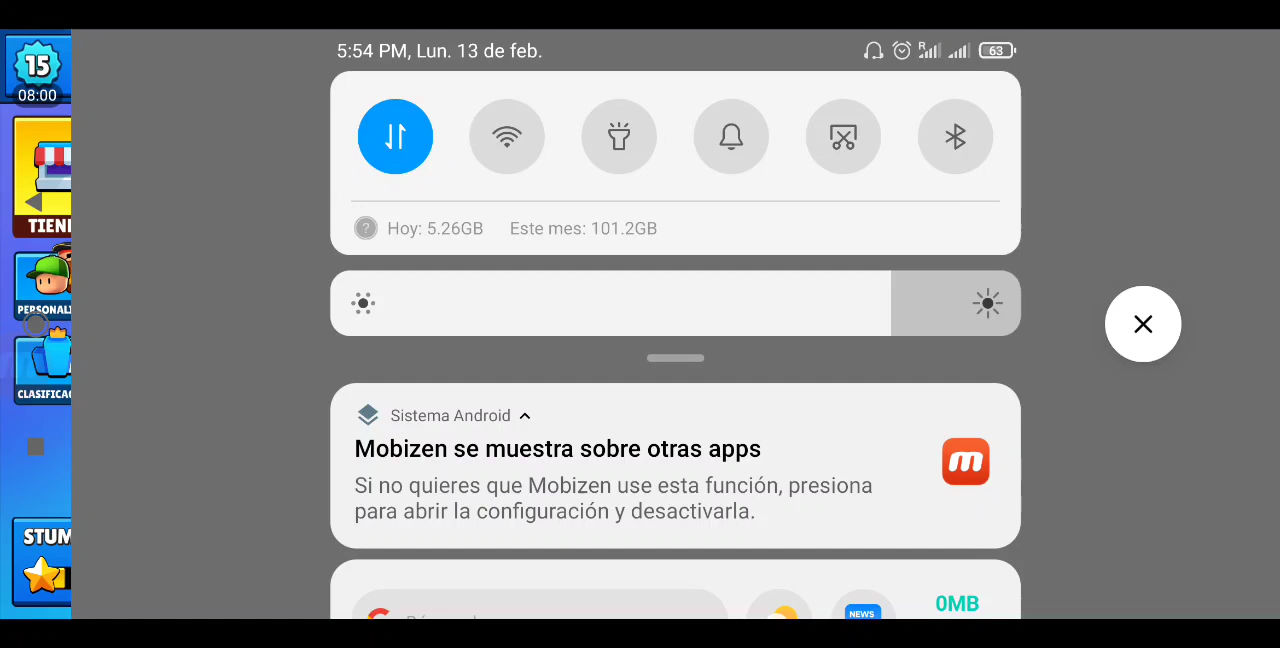 5:54 PM, Lun. 13 de feb.
R
63
15
08:00
TIEN
PERSONALI
CLASIFICA
STUM
Hoy: 5.26GB Este mes: 101.2GB
Sistema Android
Mobizen se muestra sobre otras apps
Si no quieres que Mobizen use esta función, presiona
para abrir la configuración y desactivarla.
m
NEWS
0MB